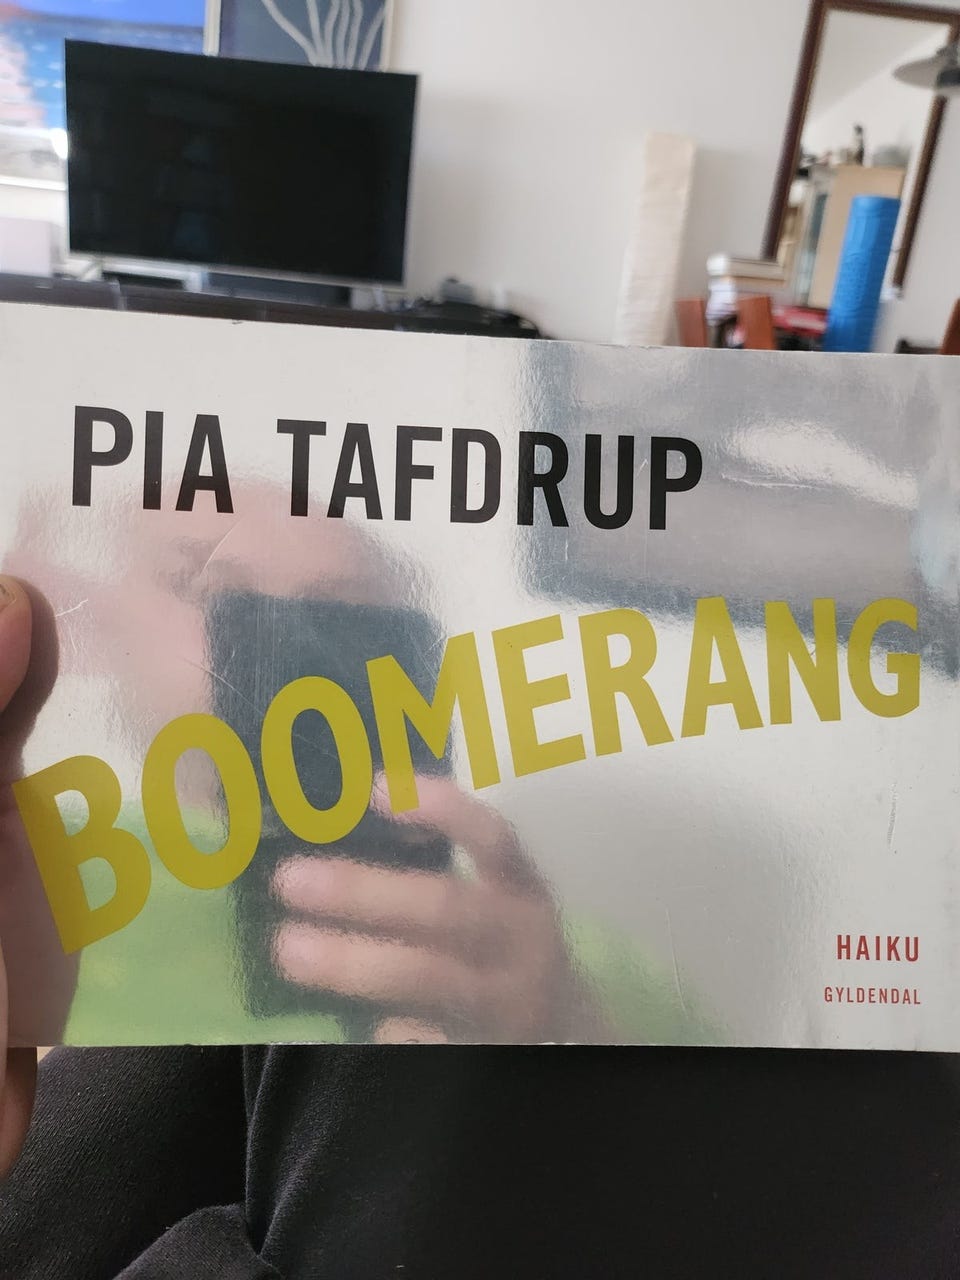 PIA TAFDRUP
BOOMERANG
HAIKU
GYLDENDAL